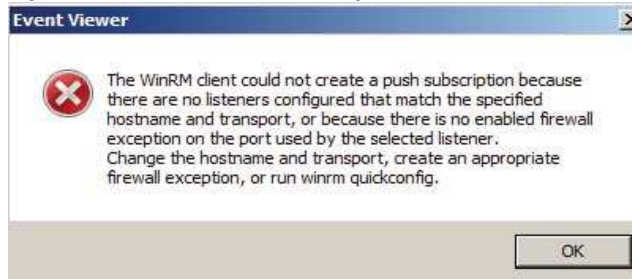 Event Viewer
The WinRM client could not create a push subscription because
there are no listeners configured that match the specified
hostname and transport, or because there is no enabled firewall
exception on the port used by the selected listener.
Change the hostname and transport, create an appropriate
firewall exception, or run winrm quickconfig.
OK